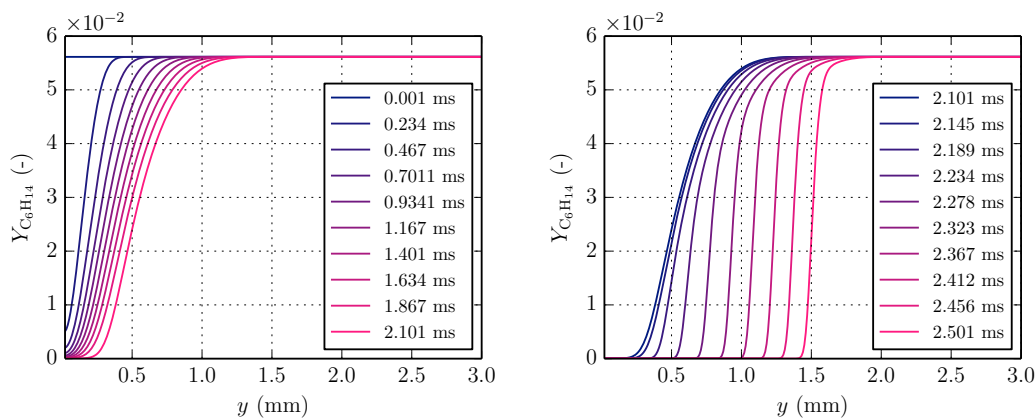 ×10⁻²
6
5
4
3
2
1
0
0.5 1.0 1.5 2.0 2.5 3.0
y (mm)
Y_{C_6H_{14}} (-)
0.001 ms
0.234 ms
0.467 ms
0.7011 ms
0.9341 ms
1.167 ms
1.401 ms
1.634 ms
1.867 ms
2.101 ms
×10⁻²
6
5
4
3
2
1
0
0.5 1.0 1.5 2.0 2.5 3.0
y (mm)
Y_{C_6H_{14}} (-)
2.101 ms
2.145 ms
2.189 ms
2.234 ms
2.278 ms
2.323 ms
2.367 ms
2.412 ms
2.456 ms
2.501 ms